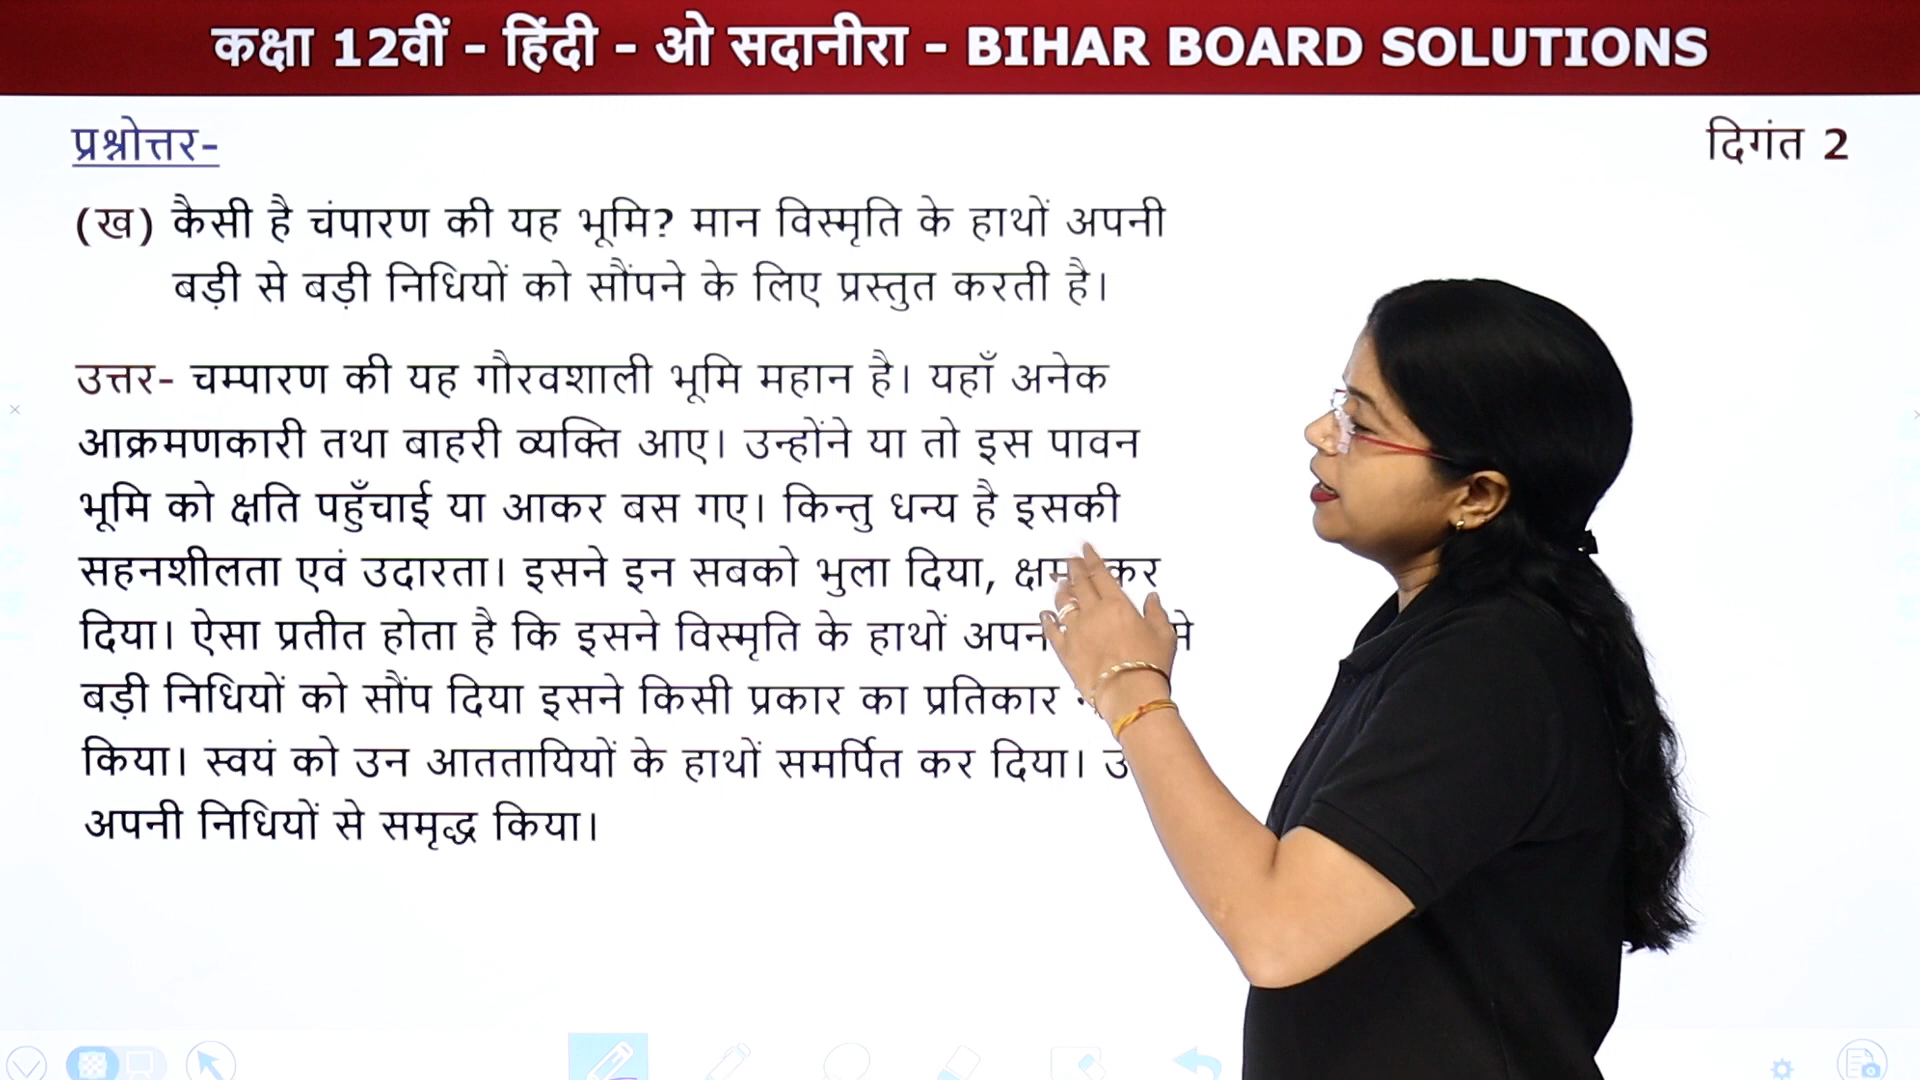 कक्षा 12वीं - हिंदी - ओ सदानीरा - BIHAR BOARD SOLUTIONS
प्रश्नोत्तर-
दिगंत 2
(ख) कैसी है चंपारण की यह भूमि? मान विस्मृति के हाथों अपनी
बड़ी से बड़ी निधियों को सौंपने के लिए प्रस्तुत करती है।
उत्तर- चम्पारण की यह गौरवशाली भूमि महान है। यहाँ अनेक
आक्रमणकारी तथा बाहरी व्यक्ति आए। उन्होंने या तो इस पावन
भूमि को क्षति पहुँचाई या आकर बस गए। किन्तु धन्य है इसकी
सहनशीलता एवं उदारता। इसने इन सबको भुला दिया, कर
दिया। ऐसा प्रतीत होता है कि इसने विस्मृति के हाथों
बड़ी निधियों को सौंप दिया इसने किसी प्रकार का प्रतिकार
किया। स्वयं को उन आततायियों के हाथों समर्पित कर दिया।
अपनी निधियों से समृद्ध किया।